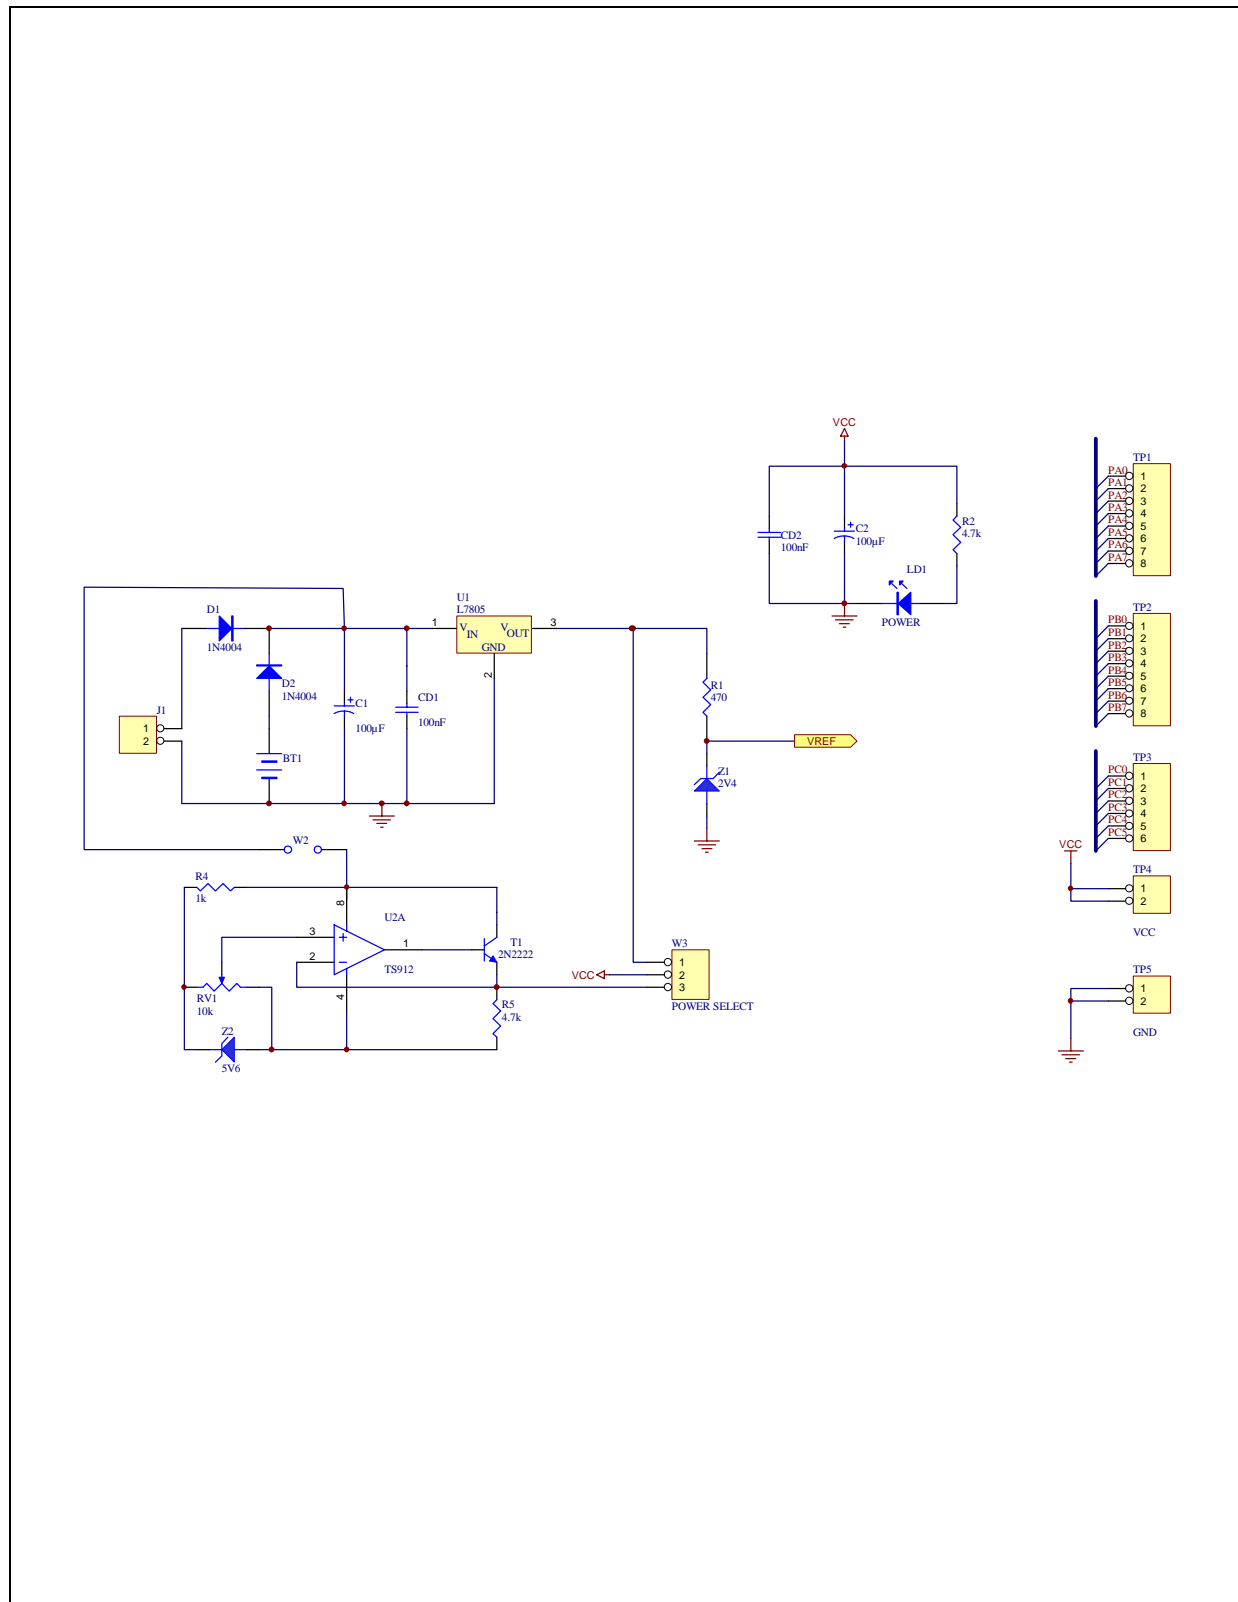 VCC
CD2
100nF
C2
100µF
R2
4.7k
LD1
POWER
TP1
PA0 1
PA1 2
PA2 3
PA3 4
PA4 5
PA5 6
PA6 7
PA7 8
TP2
PB0 1
PB1 2
PB2 3
PB3 4
PB4 5
PB5 6
PB6 7
PB7 8
TP3
PC0 1
PC1 2
PC2 3
PC3 4
PC4 5
PC5 6
VCC
TP4
1
2
VCC
TP5
1
2
GND
D1
1N4004
D2
1N4004
J1
1
2
BT1
C1
100µF
CD1
100nF
U1
L7805
1 VIN VOUT 3
GND
2
R1
470
VREF
Z1
2V4
W2
R4
1k
8
U2A
3
2
1
4
TS912
T1
2N2222
RV1
10k
Z2
5V6
R5
4.7k
W3
1
VCC 2
3
POWER SELECT